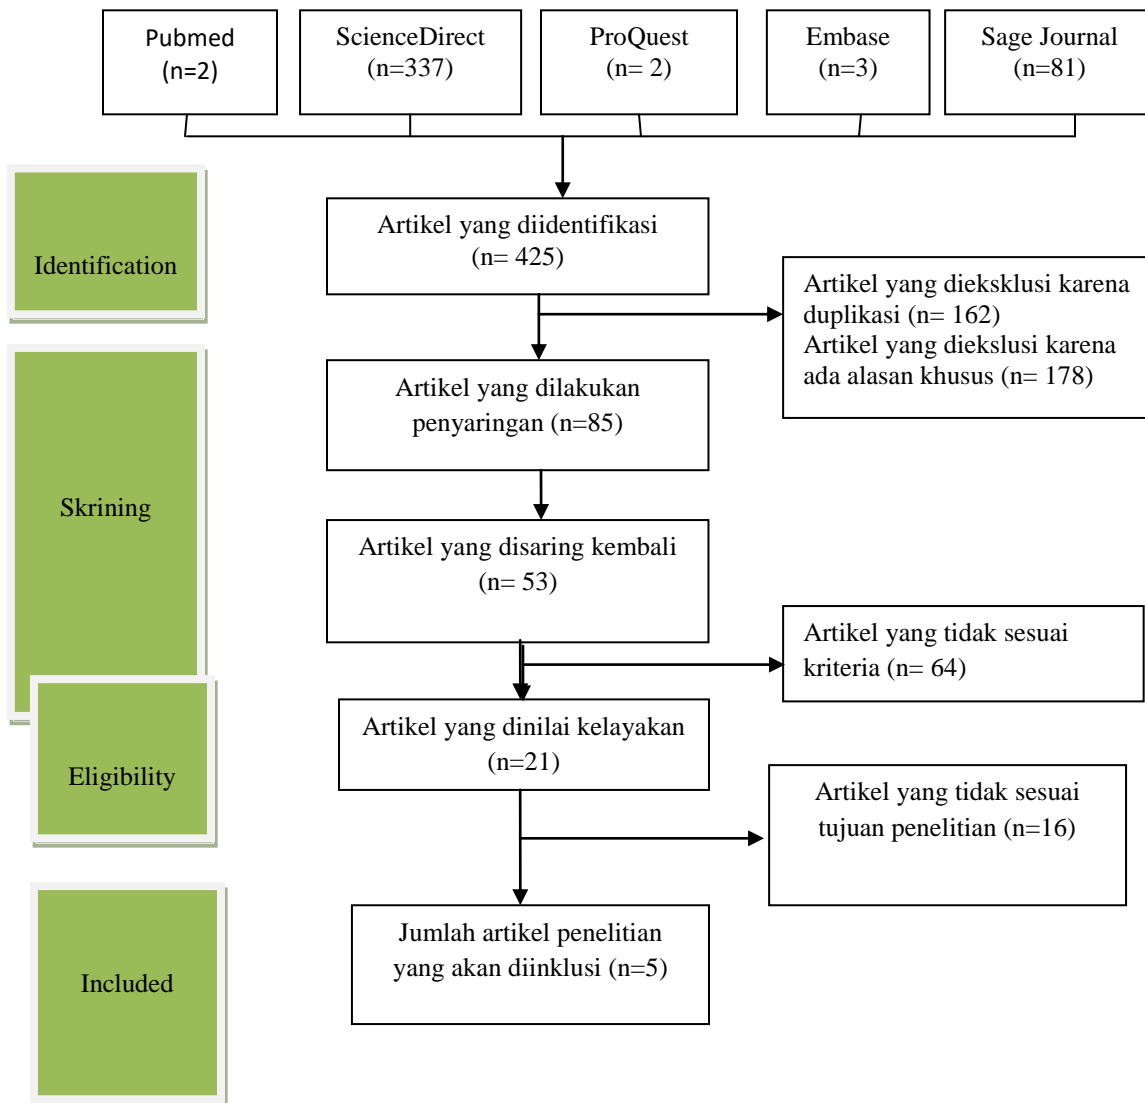 Pubmed
(n=2)
ScienceDirect
(n=337)
ProQuest
(n= 2)
Embase
(n=3)
Sage Journal
(n=81)
Identification
Artikel yang diidentifikasi
(n= 425)
Artikel yang dieksklusi karena
duplikasi (n= 162)
Artikel yang diekslusi karena
ada alasan khusus (n= 178)
Skrining
Artikel yang dilakukan
penyaringan (n=85)
Artikel yang disaring kembali
(n= 53)
Artikel yang tidak sesuai
kriteria (n= 64)
Eligibility
Artikel yang dinilai kelayakan
(n=21)
Artikel yang tidak sesuai
tujuan penelitian (n=16)
Included
Jumlah artikel penelitian
yang akan diinklusi (n=5)